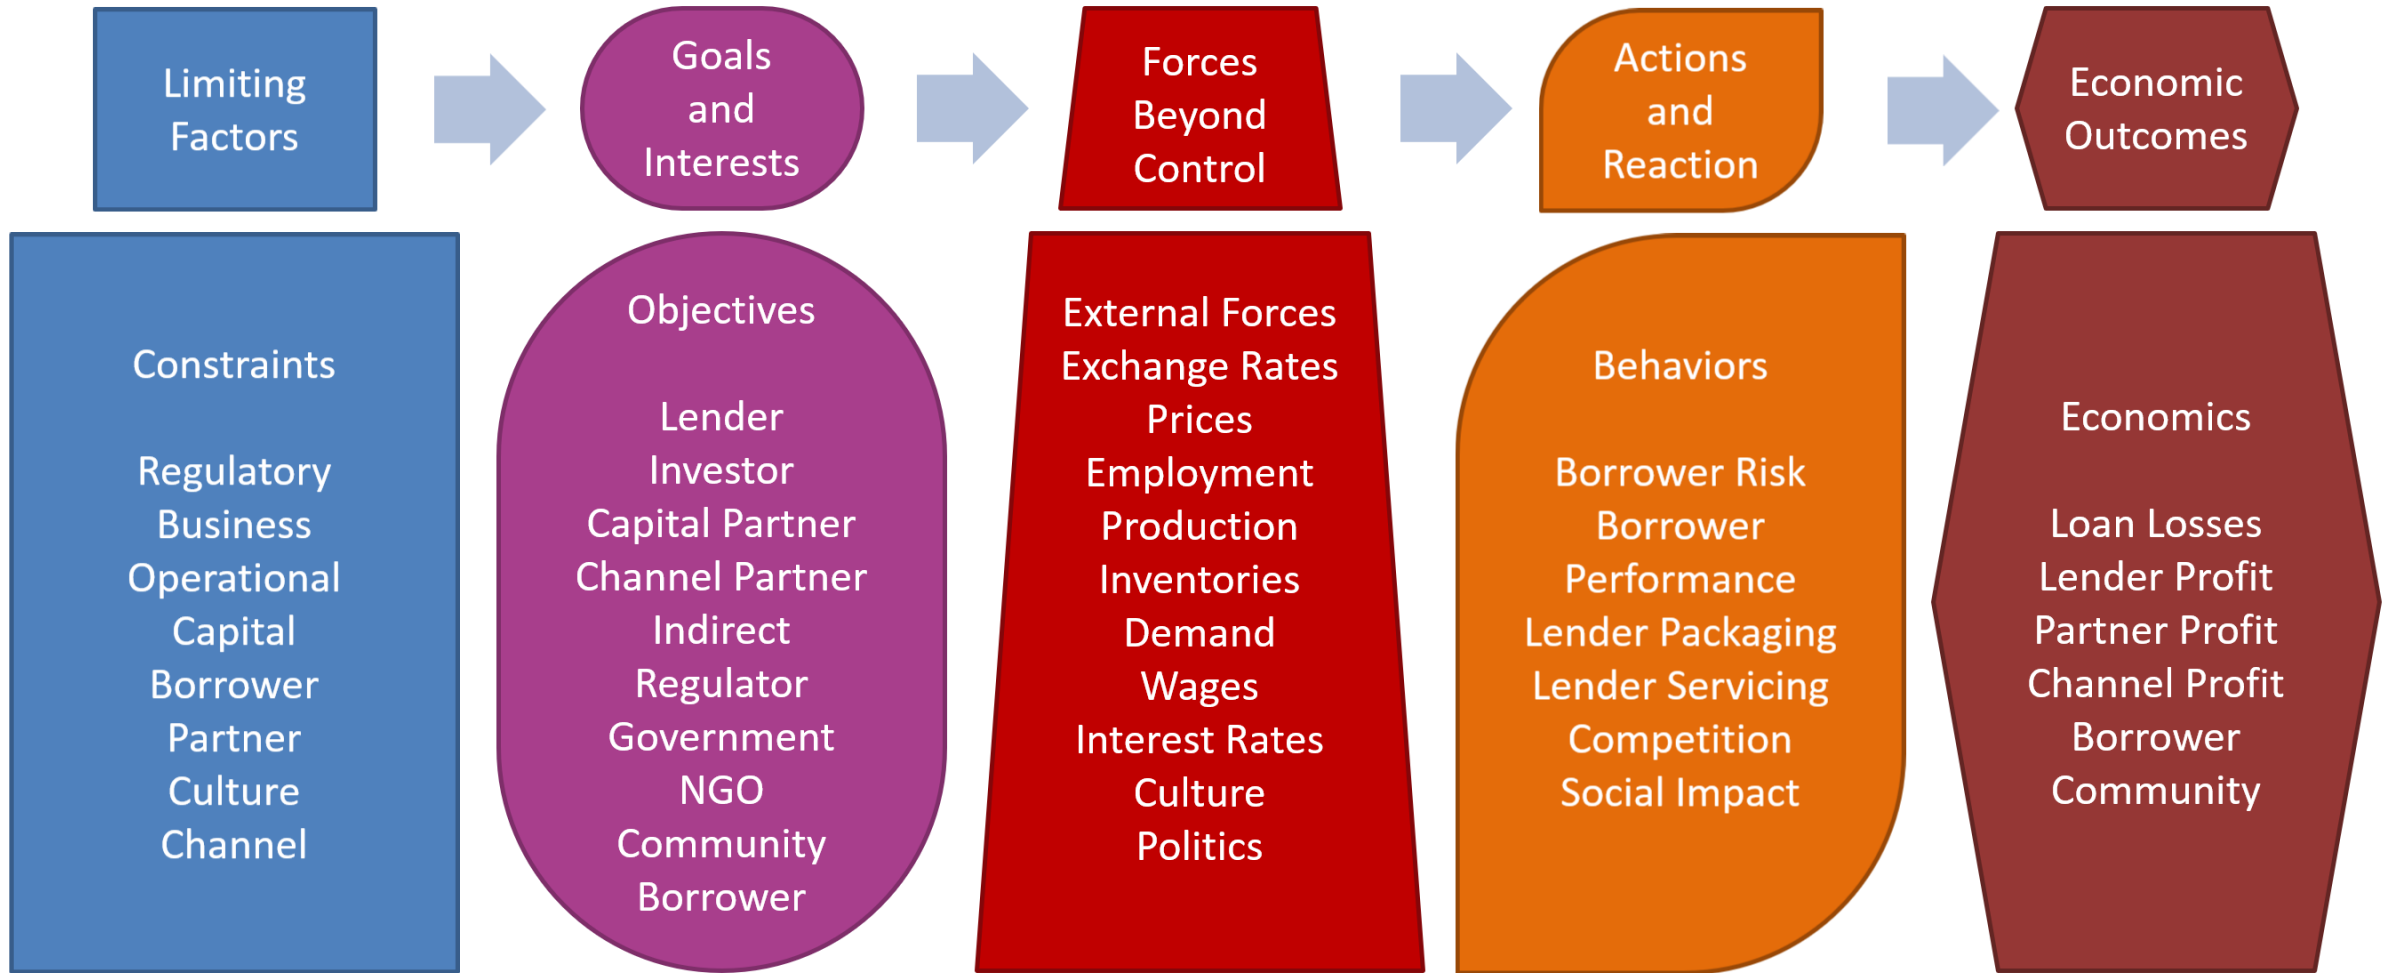 Limiting
Factors
Goals
and
Interests
Forces
Beyond
Control
Actions
and
Reaction
Economic
Outcomes
Constraints
Regulatory
Business
Operational
Capital
Borrower
Partner
Culture
Channel
Objectives
Lender
Investor
Capital Partner
Channel Partner
Indirect
Regulator
Government
NGO
Community
Borrower
External Forces
Exchange Rates
Prices
Employment
Production
Inventories
Demand
Wages
Interest Rates
Culture
Politics
Behaviors
Borrower Risk
Borrower
Performance
Lender Packaging
Lender Servicing
Competition
Social Impact
Economics
Loan Losses
Lender Profit
Partner Profit
Channel Profit
Borrower
Community